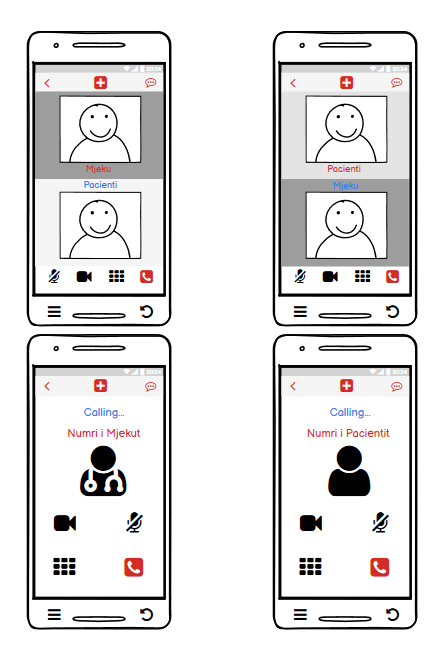 Mjeku
Pacienti
Pacienti
Mjeku
Calling...
Numri i Mjekut
Calling...
Numri i Pacientit